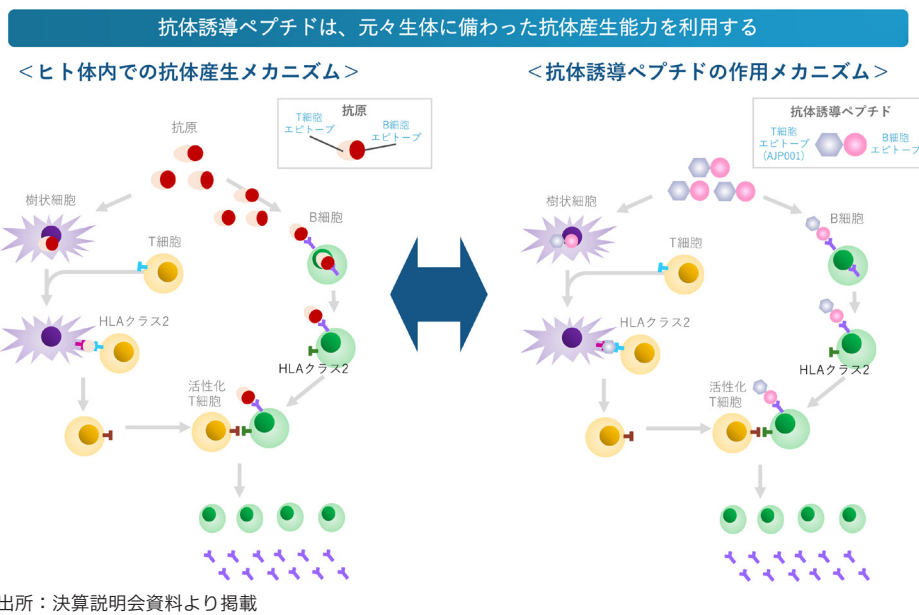 抗体誘導ペプチドは、元々生体に備わった抗体産生能力を利用する
＜ヒト体内での抗体産生メカニズム＞
抗原
T細胞
エピトープ
B細胞
エピトープ
抗原
樹状細胞
B細胞
T細胞
HLAクラス2
HLAクラス2
活性化
T細胞
＜抗体誘導ペプチドの作用メカニズム＞
抗体誘導ペプチド
T細胞
エピトープ
(AJP001)
B細胞
エピトープ
樹状細胞
B細胞
T細胞
HLAクラス2
HLAクラス2
活性化
T細胞
出所：決算説明会資料より掲載